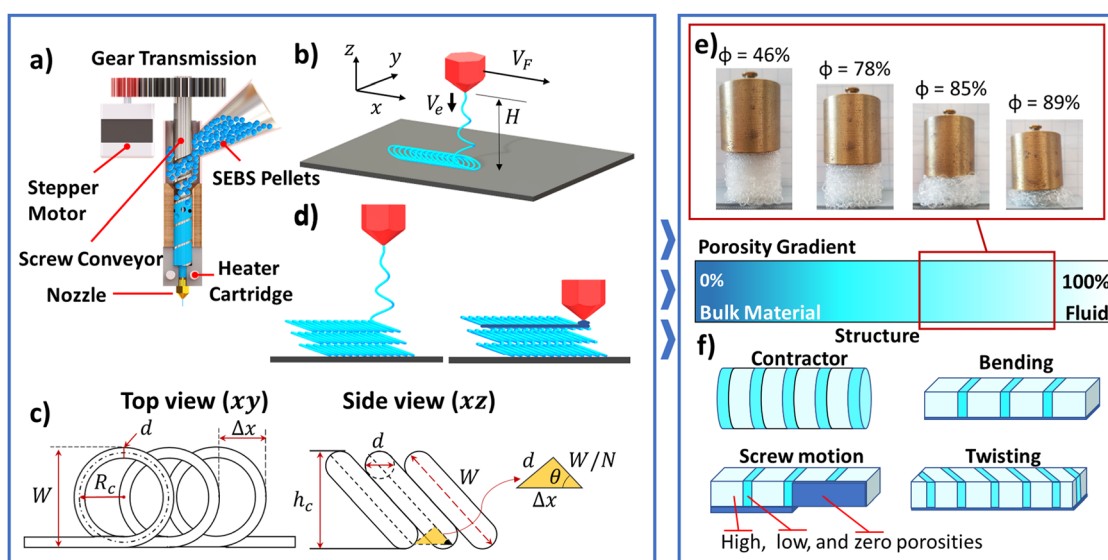 a)
Gear Transmission
SEBS Pellets
Stepper
Motor
Screw Conveyor
Heater
Cartridge
Nozzle
b)
z
y
x
V_F
V_e
H
d)
c)
Top view (xy)
d
Δx
W
R_c
Side view (xz)
d
h_c
W
d
W/N
θ
Δx
e)
ϕ = 46%
ϕ = 78%
ϕ = 85%
ϕ = 89%
Porosity Gradient
0%
100%
Bulk Material
Fluid
Structure
f)
Contractor
Bending
Screw motion
Twisting
High, low, and zero porosities